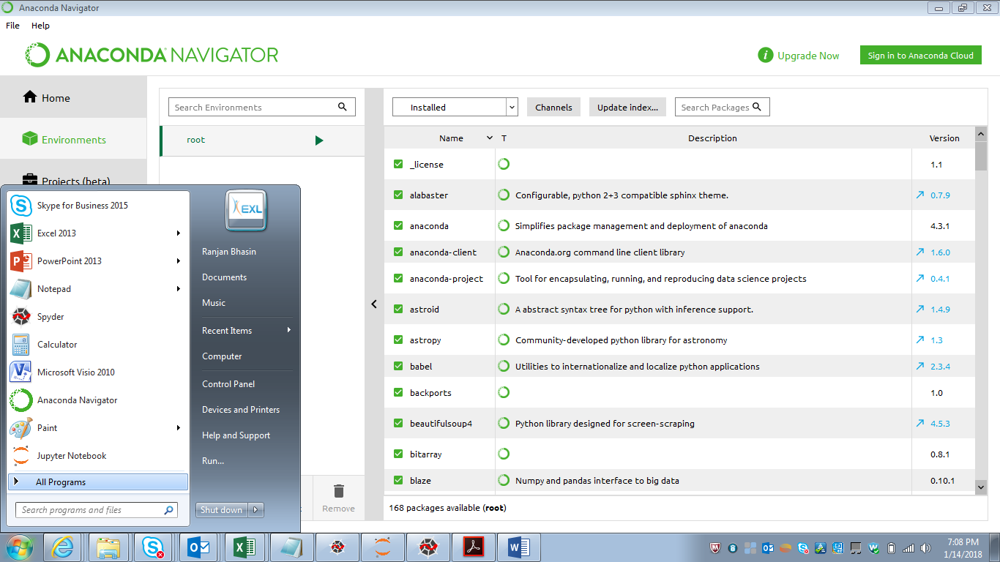 Anaconda Navigator
File Help
ANACONDA NAVIGATOR
Upgrade Now
Sign in to Anaconda Cloud
Home
Environments
Projects (beta)
Search Environments
root
Installed
Channels
Update index...
Search Packages
Name T Description Version
_license 1.1
alabaster Configurable, python 2+3 compatible sphinx theme. 0.7.9
anaconda Simplifies package management and deployment of anaconda 4.3.1
anaconda-client Anaconda.org command line client library 1.6.0
anaconda-project Tool for encapsulating, running, and reproducing data science projects 0.4.1
astroid A abstract syntax tree for python with inference support. 1.4.9
astropy Community-developed python library for astronomy 1.3
babel Utilities to internationalize and localize python applications 2.3.4
backports 1.0
beautifulsoup4 Python library designed for screen-scraping 4.5.3
bitarray 0.8.1
blaze Numpy and pandas interface to big data 0.10.1
168 packages available (root)
Remove
Skype for Business 2015
Excel 2013
PowerPoint 2013
Notepad
Spyder
Calculator
Microsoft Visio 2010
Anaconda Navigator
Paint
Jupyter Notebook
All Programs
Search programs and files
EXL
Ranjan Bhasin
Documents
Music
Recent Items
Computer
Control Panel
Devices and Printers
Help and Support
Run...
Shut down
7:08 PM
1/14/2018